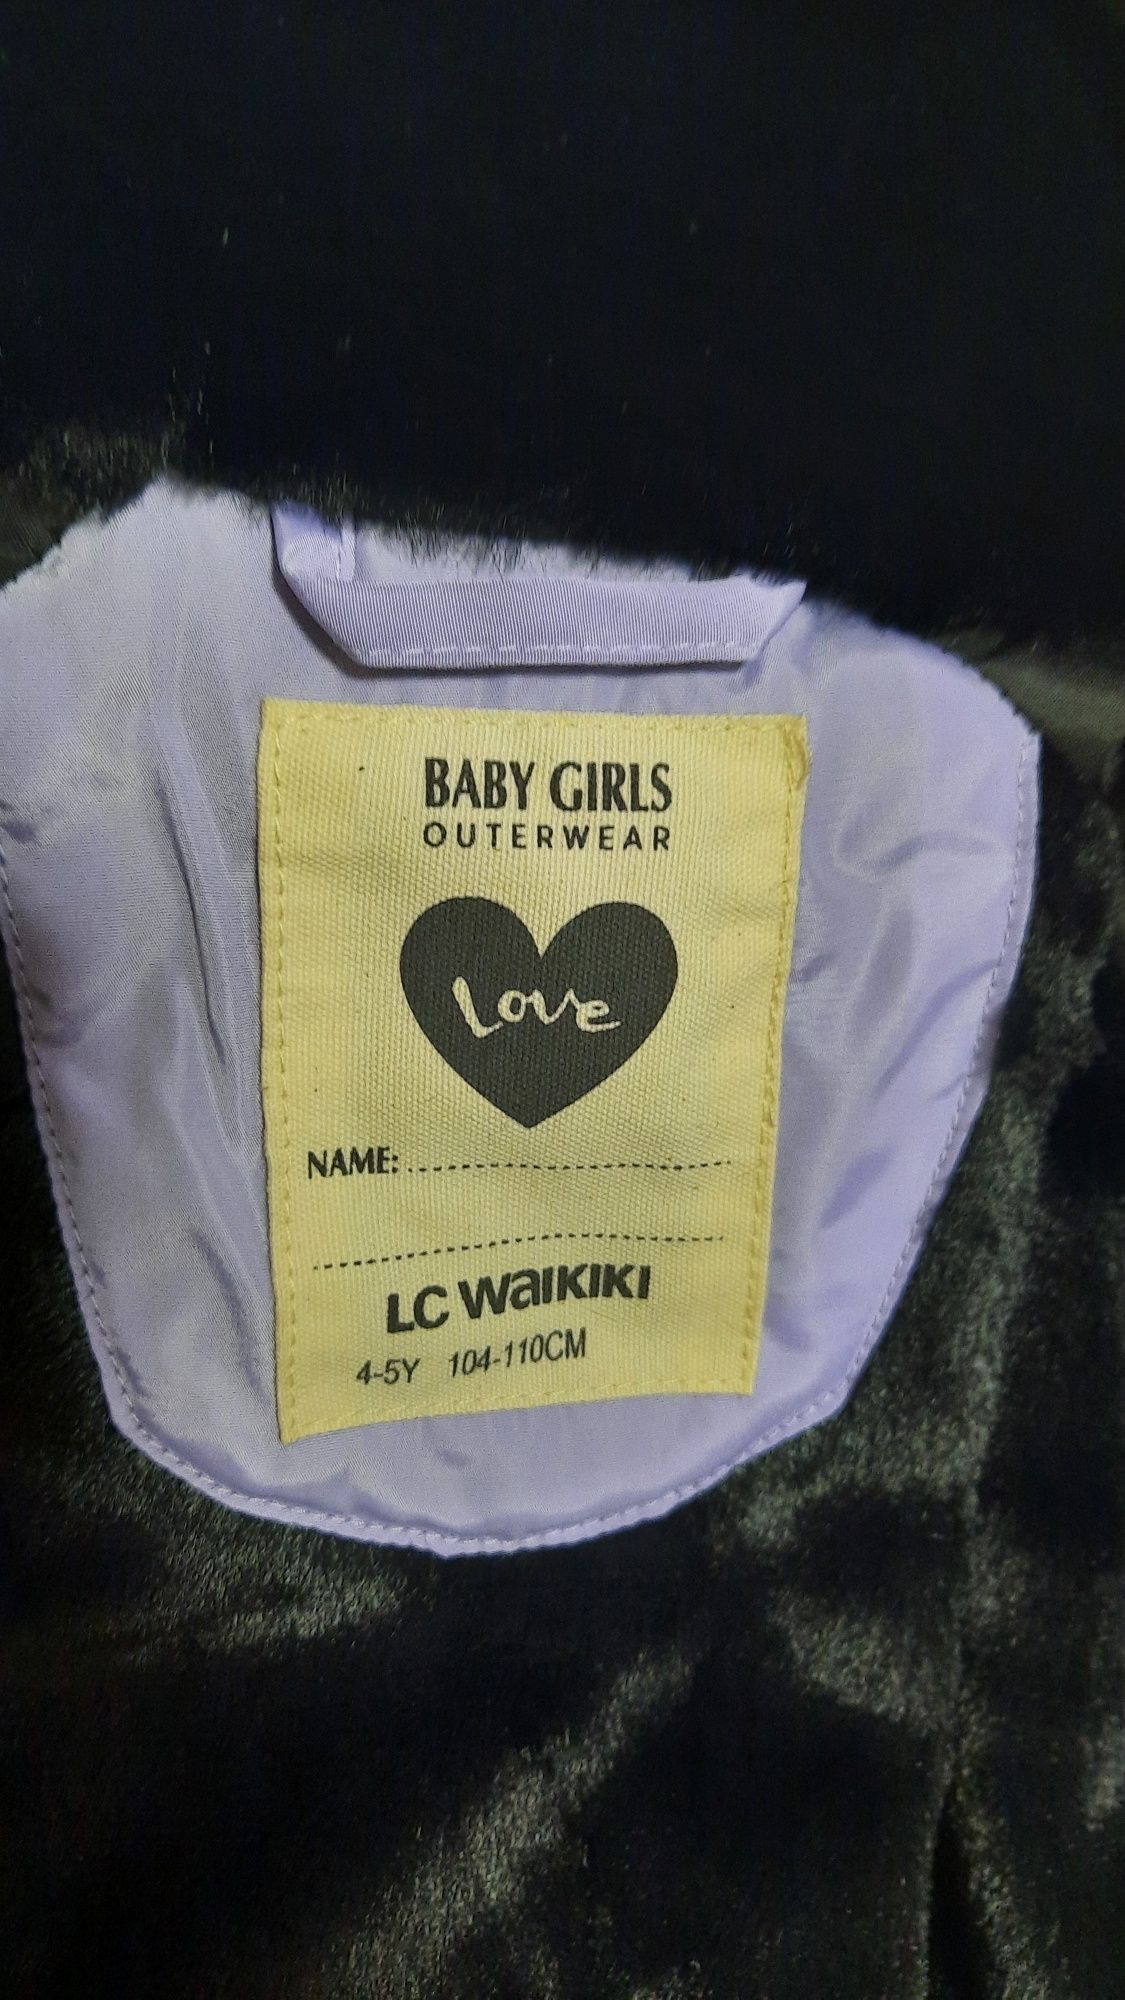 BABY GIRLS
OUTERWEAR
Love
NAME:
LC WaIKIKI
4-5Y 104-110CM